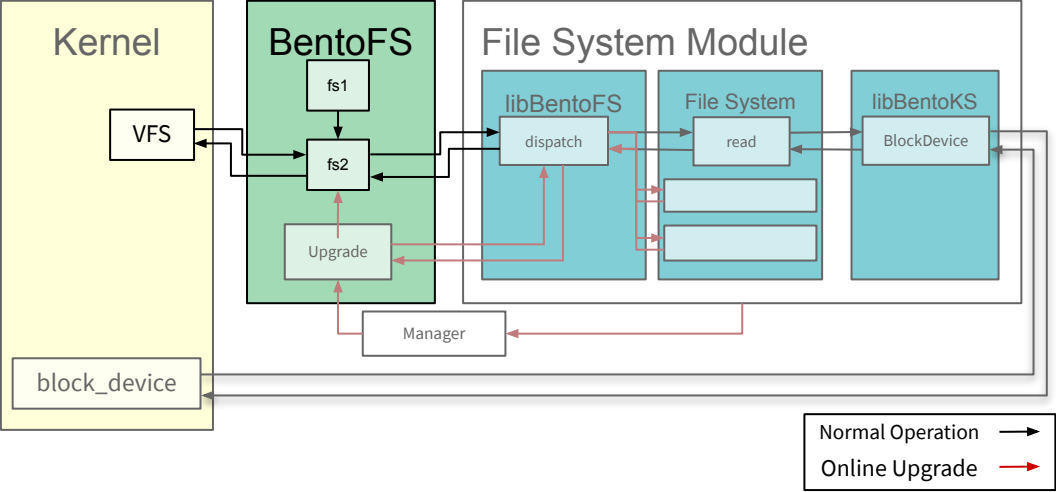 Kernel
BentoFS
File System Module
fs1
libBentoFS
File System
libBentoKS
VFS
fs2
dispatch
read
BlockDevice
Upgrade
Manager
block_device
Normal Operation
Online Upgrade